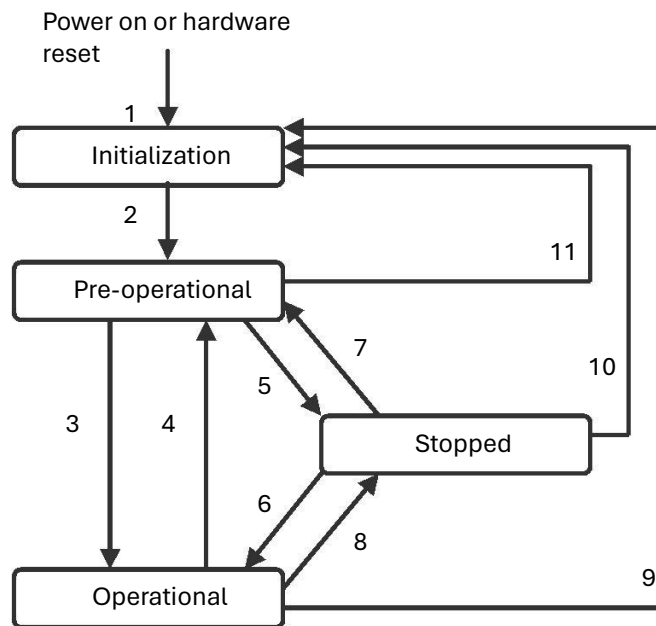 Power on or hardware
reset
1
Initialization
2
11
Pre-operational
7
10
5
3
4
Stopped
6
8
9
Operational